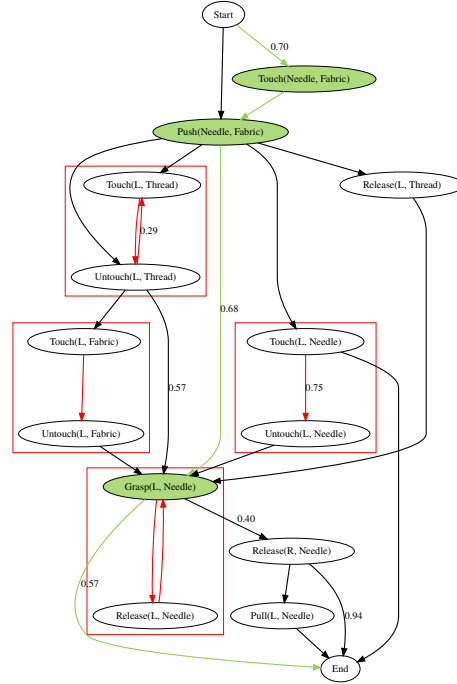 Start
0.70
Touch(Needle, Fabric)
Push(Needle, Fabric)
Touch(L, Thread)
Release(L, Thread)
0.29
Untouch(L, Thread)
0.68
Touch(L, Fabric)
Touch(L, Needle)
0.57
0.75
Untouch(L, Fabric)
Untouch(L, Needle)
Grasp(L, Needle)
0.40
Release(R, Needle)
0.57
Release(L, Needle)
Pull(L, Needle)
0.94
End